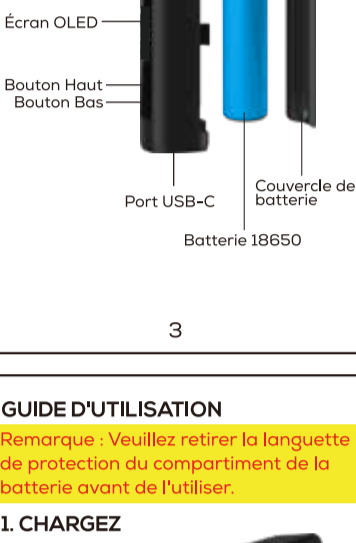 Écran OLED
Bouton Haut
Bouton Bas
Port USB-C
Couvercle de
batterie
Batterie 18650
3
GUIDE D'UTILISATION
Remarque : Veuillez retirer la languette
de protection du compartiment de la
batterie avant de l'utiliser.
1. CHARGEZ